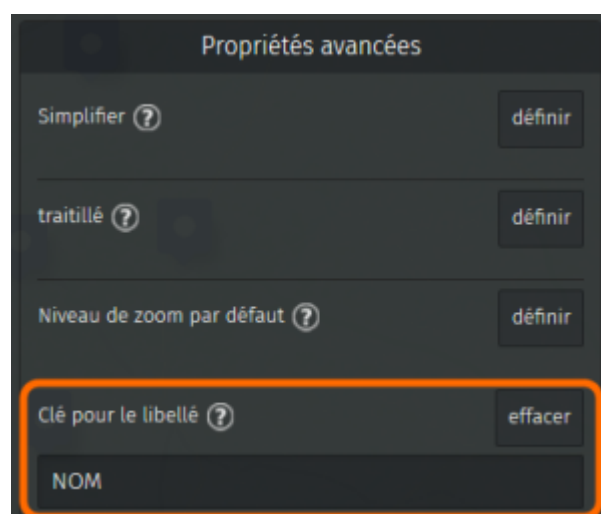 Propriétés avancées
Simplifier ? définir
traitillé ? définir
Niveau de zoom par défaut ? définir
Clé pour le libellé ? effacer
NOM